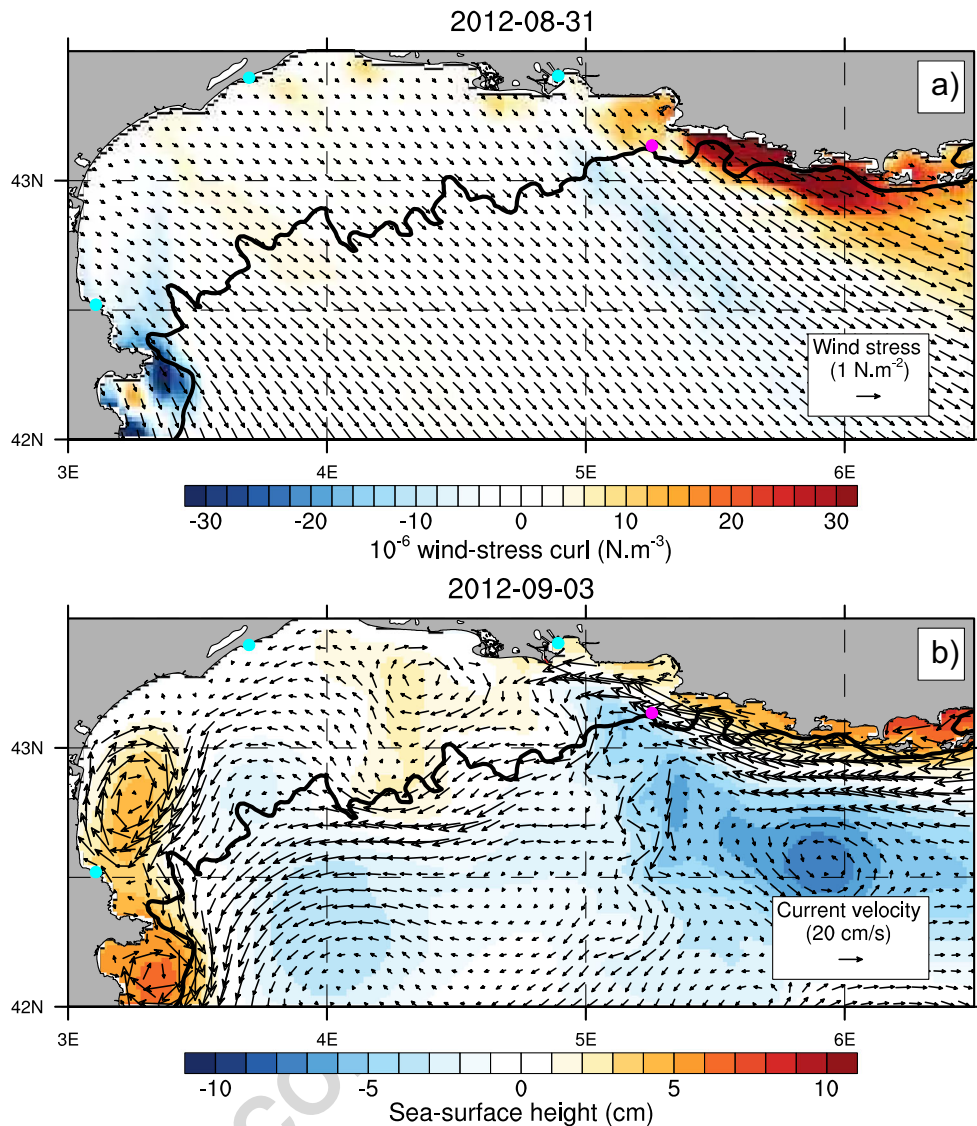 2012-08-31
a)
43N
Wind stress
(1 N.m-2)
42N
3E 4E 5E 6E
-30 -20 -10 0 10 20 30
10-6 wind-stress curl (N.m-3)
2012-09-03
b)
43N
Current velocity
(20 cm/s)
42N
3E 4E 5E 6E
-10 -5 0 5 10
Sea-surface height (cm)